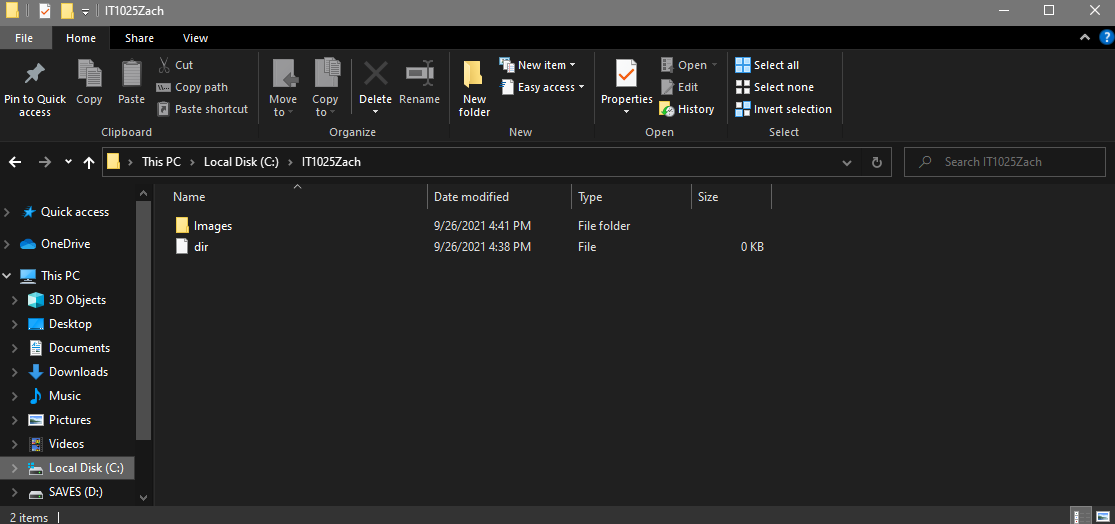 IT1025Zach
File Home Share View
Pin to Quick access
Copy
Paste
Cut
Copy path
Paste shortcut
Clipboard
Move to
Copy to
Delete
Rename
Organize
New folder
New item
Easy access
New
Properties
Open
Edit
History
Open
Select all
Select none
Invert selection
Select
This PC Local Disk (C:) IT1025Zach
Search IT1025Zach
Name Date modified Type Size
Images 9/26/2021 4:41 PM File folder
dir 9/26/2021 4:38 PM File 0 KB
Quick access
OneDrive
This PC
3D Objects
Desktop
Documents
Downloads
Music
Pictures
Videos
Local Disk (C:)
SAVES (D:)
2 items